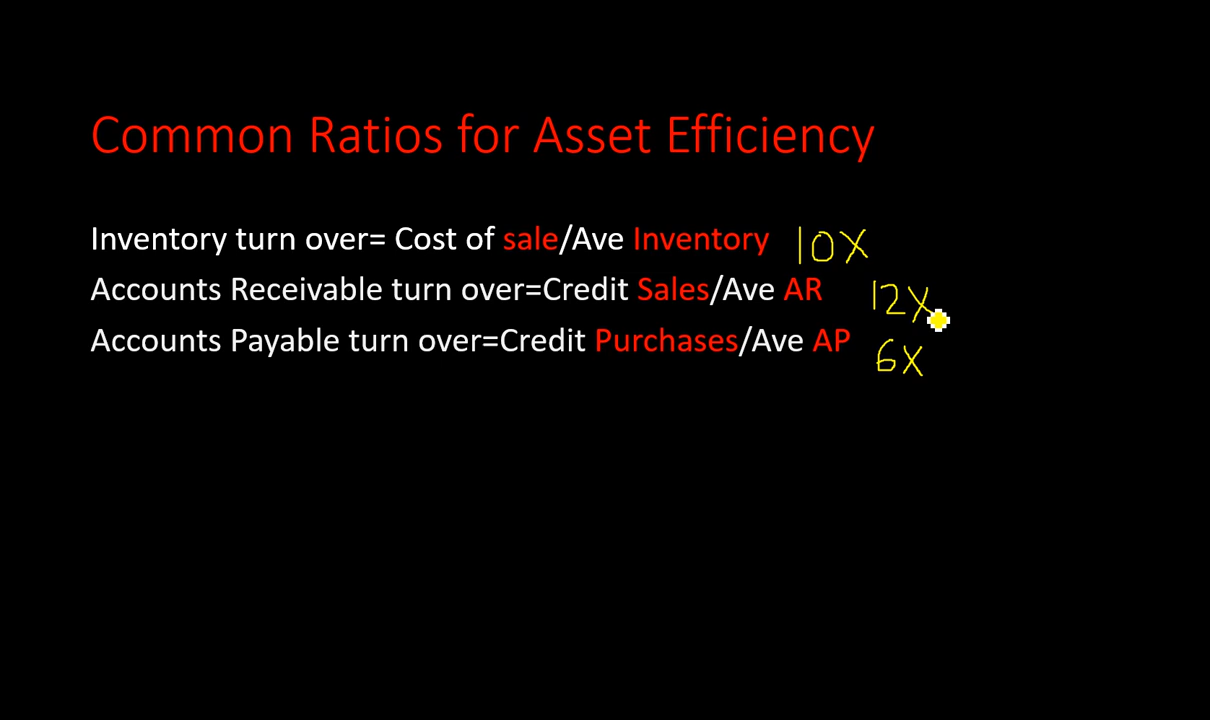 Common Ratios for Asset Efficiency
Inventory turn over= Cost of sale/Ave Inventory 10X
Accounts Receivable turn over=Credit Sales/Ave AR 12X
Accounts Payable turn over=Credit Purchases/Ave AP 6X